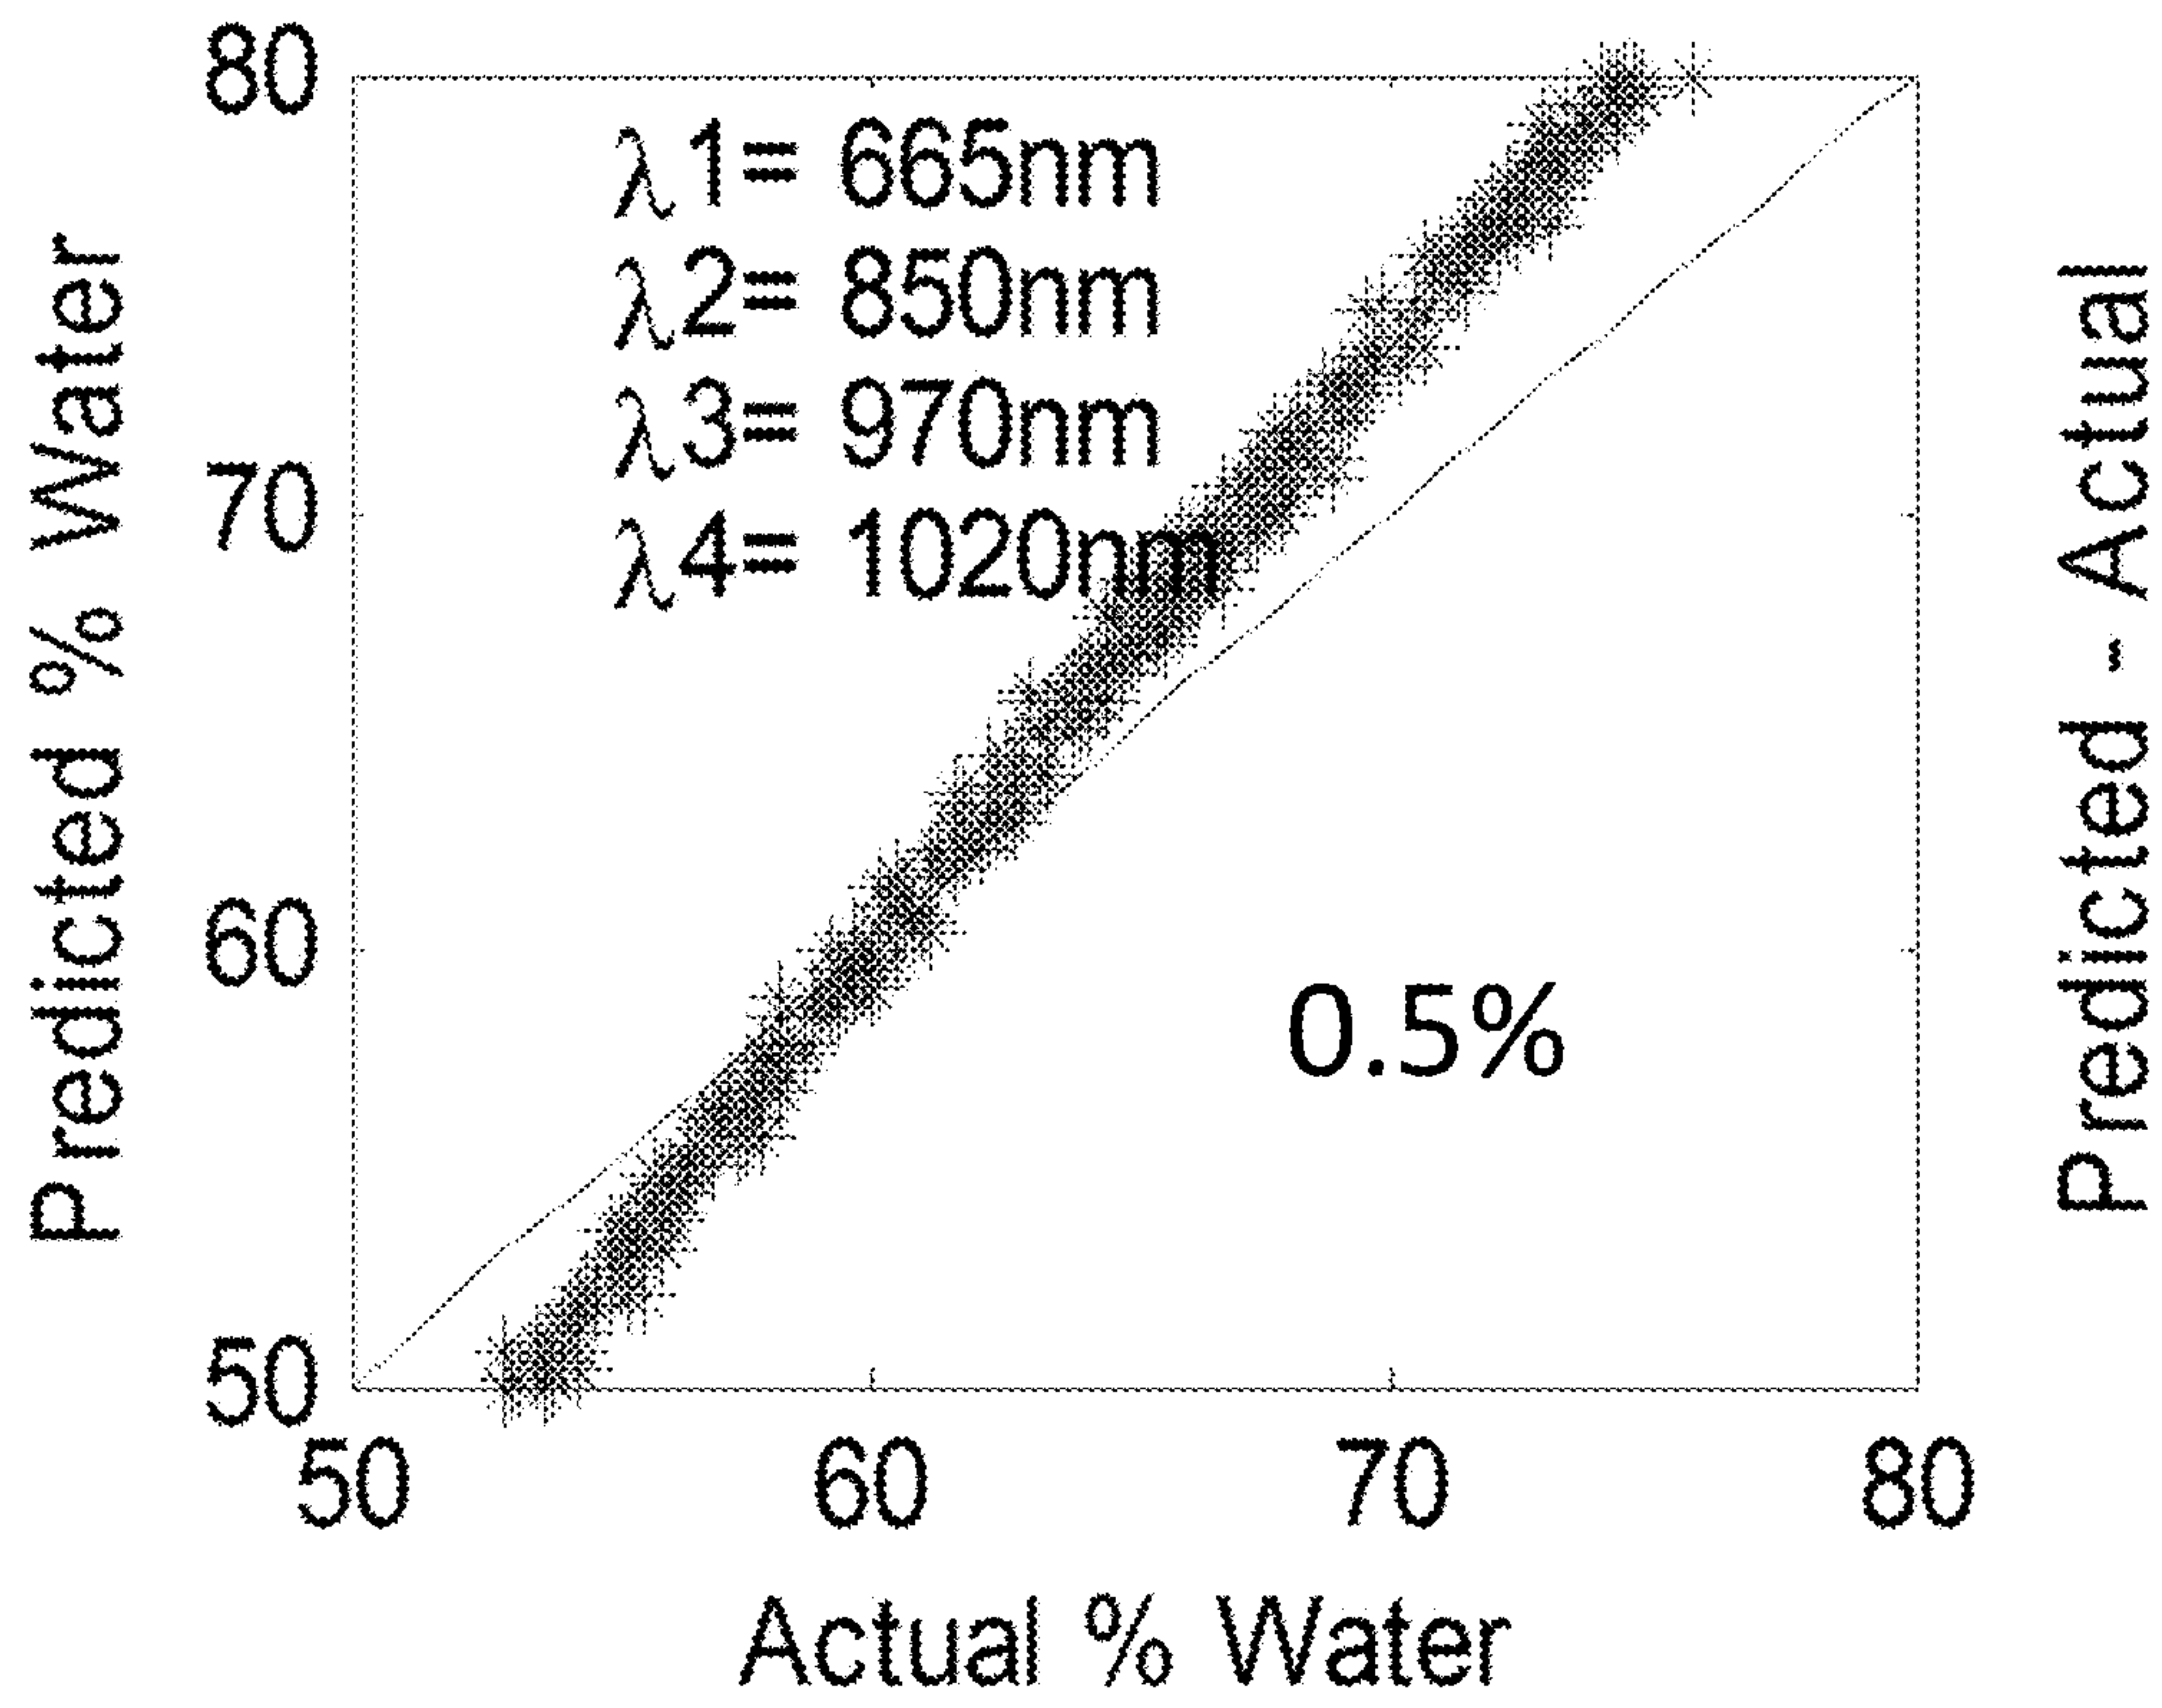 Predicted % Water
80
70
60
50
λ1= 665nm
λ2= 850nm
λ3= 970nm
λ4= 1020nm
0.5%
50 60 70 80
Actual % Water
Predicted - Actual